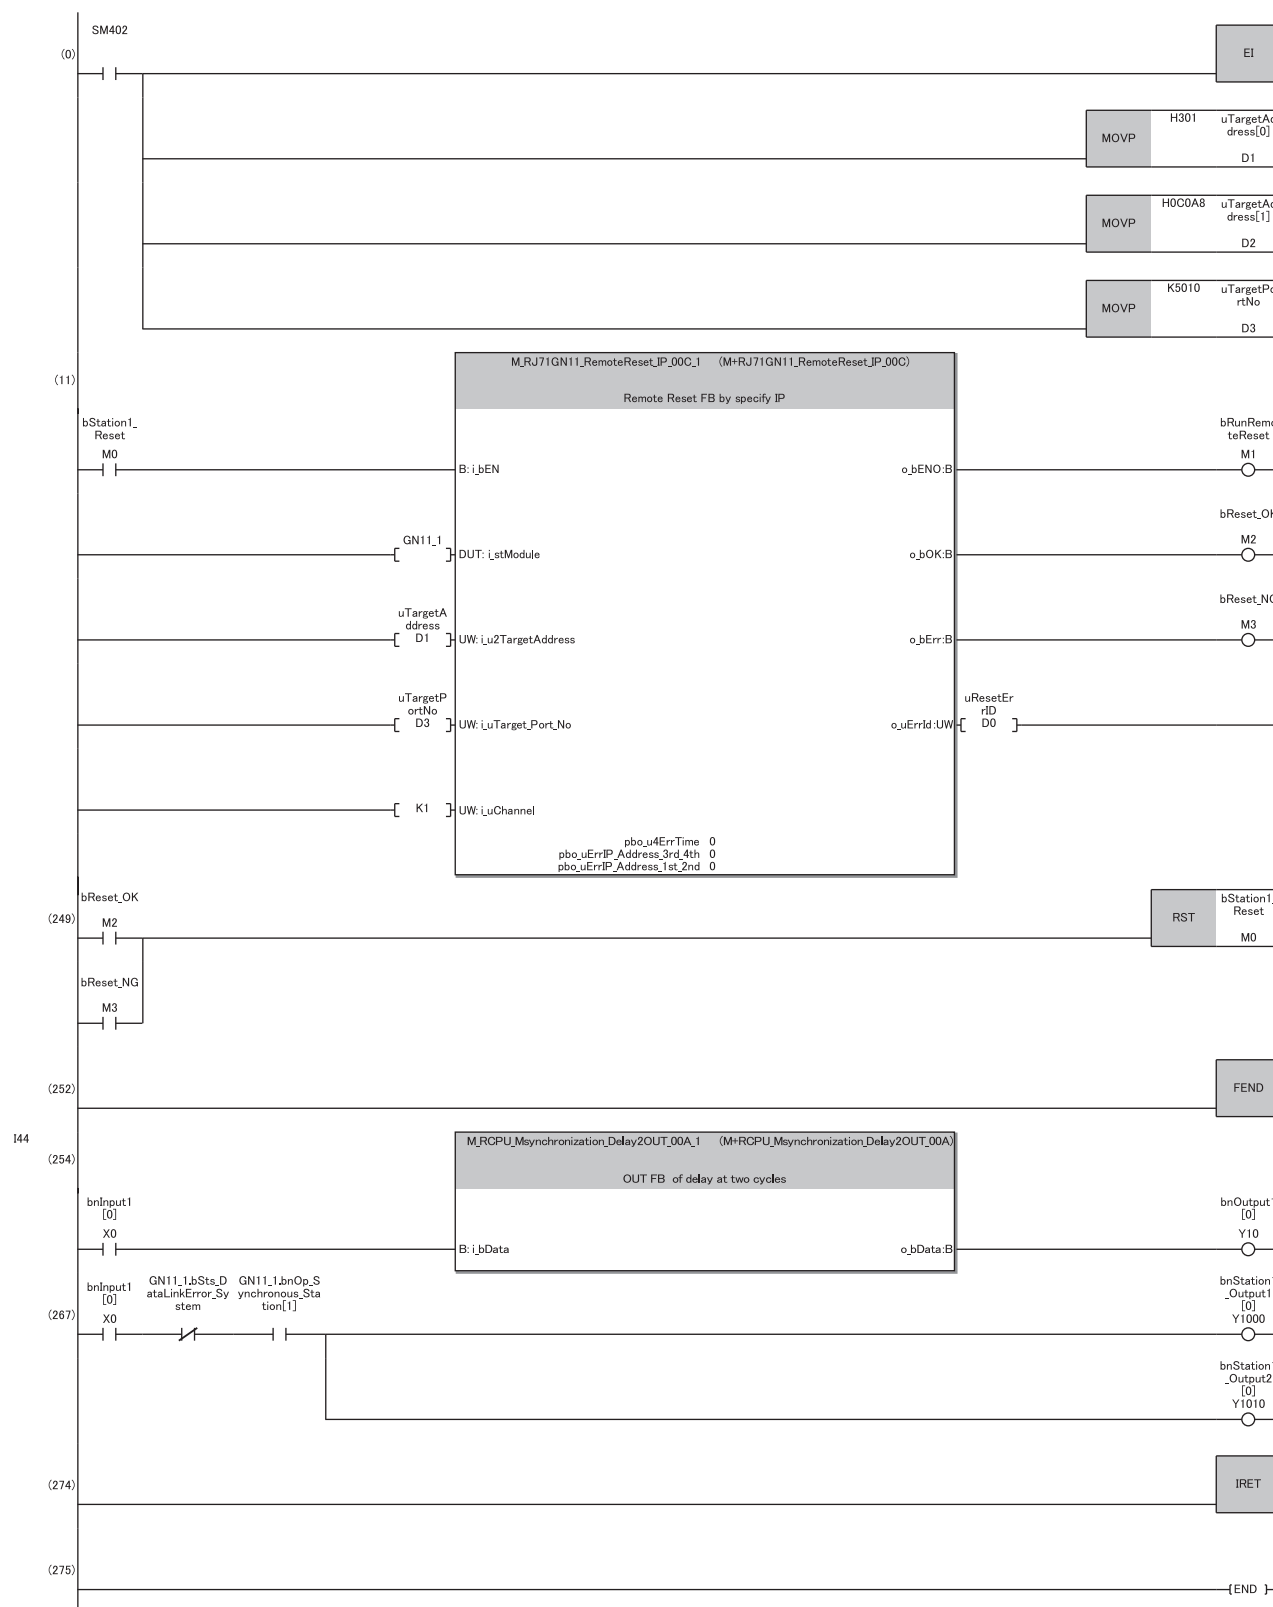 SM402
(0)
EI
MOVP
H301
uTargetAd
dress[0]
D1
MOVP
H0C0A8
uTargetAd
dress[1]
D2
MOVP
K5010
uTargetPo
rtNo
D3
(11)
M_RJ71GN11_RemoteReset_IP_00C_1 (M+RJ71GN11_RemoteReset_IP_00C)
Remote Reset FB by specify IP
bStation1_
Reset
M0
B: i_bEN
o_bENO:B
bRunRemo
teReset
M1
GN11_1
DUT: i_stModule
o_bOK:B
bReset_OK
M2
uTargetA
ddress
D1
UW: i_u2TargetAddress
o_bErr:B
bReset_NG
M3
uTargetP
ortNo
D3
UW: i_uTarget_Port_No
o_uErrId:UW
uResetEr
rID
D0
K1
UW: i_uChannel
pbo_u4ErrTime 0
pbo_uErrIP_Address_3rd_4th 0
pbo_uErrIP_Address_1st_2nd 0
(249)
bReset_OK
M2
RST
bStation1_
Reset
M0
bReset_NG
M3
(252)
FEND
I44
(254)
M_RCPU_Msynchronization_Delay2OUT_00A_1 (M+RCPU_Msynchronization_Delay2OUT_00A)
OUT FB of delay at two cycles
bnInput1
[0]
X0
B: i_bData
o_bData:B
bnOutput1
[0]
Y10
(267)
bnInput1
[0]
X0
GN11_1.bSts_D
ataLinkError_Sy
stem
GN11_1.bnOp_S
ynchronous_Sta
tion[1]
bnStation1
_Output1
[0]
Y1000
bnStation1
_Output2
[0]
Y1010
(274)
IRET
(275)
END